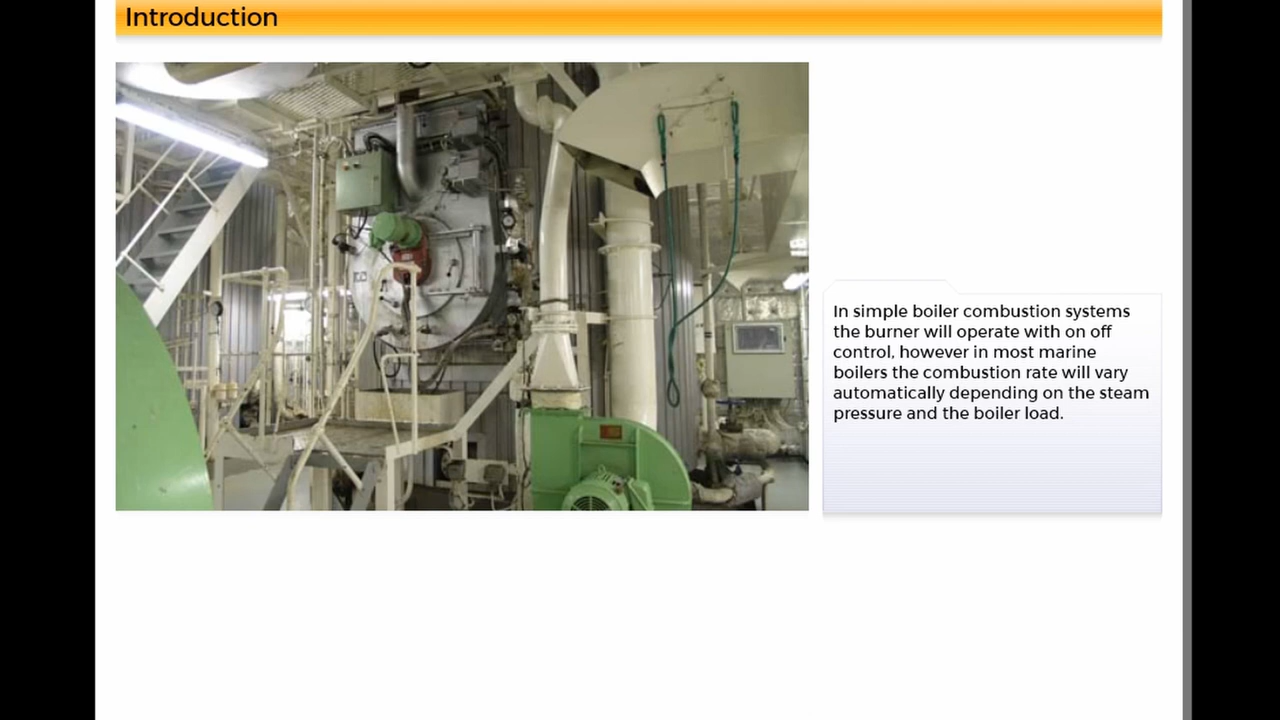 Introduction
In simple boiler combustion systems
the burner will operate with on off
control, however in most marine
boilers the combustion rate will vary
automatically depending on the steam
pressure and the boiler load.